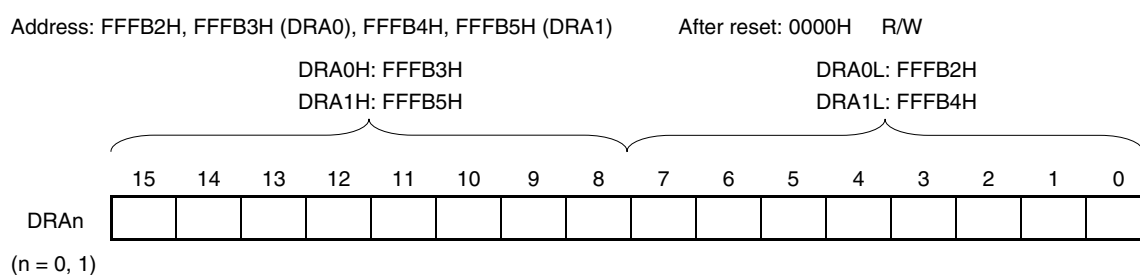 Address: FFFB2H, FFFB3H (DRA0), FFFB4H, FFFB5H (DRA1) After reset: 0000H R/W
DRA0H: FFFB3H DRA0L: FFFB2H
DRA1H: FFFB5H DRA1L: FFFB4H
15 14 13 12 11 10 9 8 7 6 5 4 3 2 1 0
DRAn
(n = 0, 1)